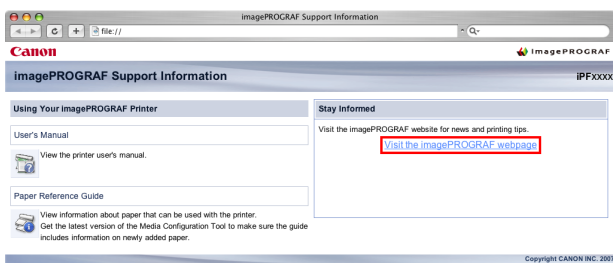 imagePROGRAF Support Information
file://
Q
Canon
imagePROGRAF
imagePROGRAF Support Information
iPFxxxx
Using Your imagePROGRAF Printer
User's Manual
View the printer user's manual.
Paper Reference Guide
View information about paper that can be used with the printer.
Get the latest version of the Media Configuration Tool to make sure the guide
includes information on newly added paper.
Stay Informed
Visit the imagePROGRAF website for news and printing tips.
Visit the imagePROGRAF webpage
Copyright CANON INC. 200